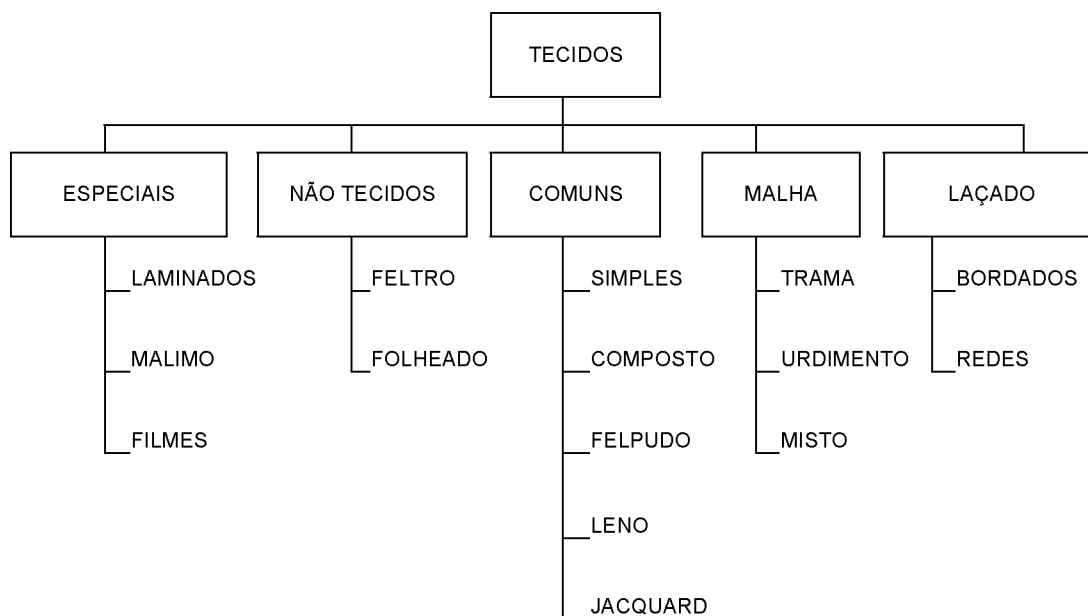 TECIDOS
ESPECIAIS
NÃO TECIDOS
COMUNS
MALHA
LAÇADO
LAMINADOS
MALIMO
FILMES
FELTRO
FOLHEADO
SIMPLES
COMPOSTO
FELPUDO
LENO
JACQUARD
TRAMA
URDIMENTO
MISTO
BORDADOS
REDES